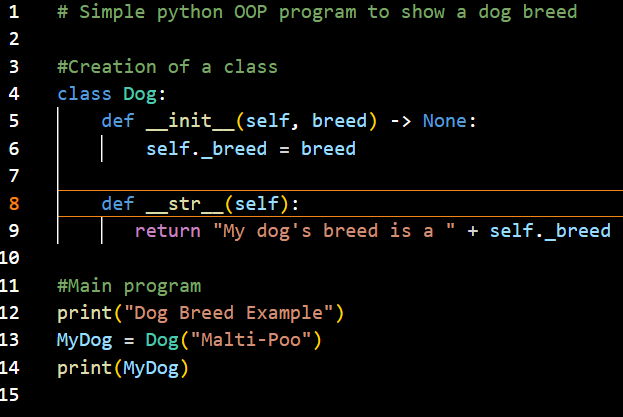 1 # Simple python OOP program to show a dog breed
2
3 #Creation of a class
4 class Dog:
5     def __init__(self, breed) -> None:
6         self._breed = breed
7
8     def __str__(self):
9        return "My dog's breed is a " + self._breed
10
11 #Main program
12 print("Dog Breed Example")
13 MyDog = Dog("Malti-Poo")
14 print(MyDog)
15